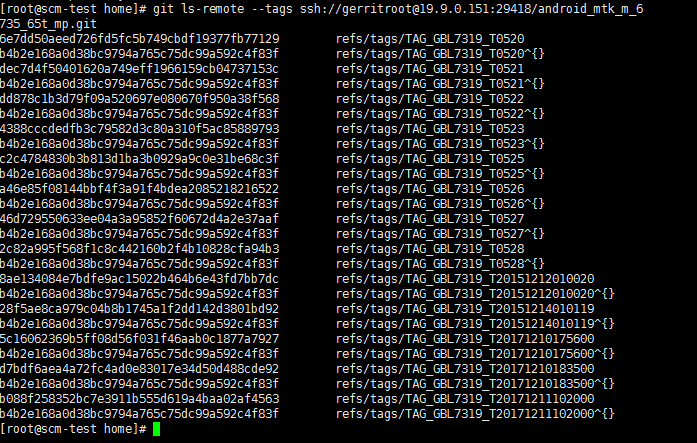 [root@scm-test home]# git ls-remote --tags ssh://gerritroot@19.9.0.151:29418/android_mtk_m_6
735_65t_mp.git
6e7dd50aeed726fd5fc5b749cbdf19377fb77129 refs/tags/TAG_GBL7319_T0520
b4b2e168a0d38bc9794a765c75dc99a592c4f83f refs/tags/TAG_GBL7319_T0520^{}
dec7d4f50401620a749eff1966159cb04737153c refs/tags/TAG_GBL7319_T0521
b4b2e168a0d38bc9794a765c75dc99a592c4f83f refs/tags/TAG_GBL7319_T0521^{}
dd878c1b3d79f09a520697e080670f950a38f568 refs/tags/TAG_GBL7319_T0522
b4b2e168a0d38bc9794a765c75dc99a592c4f83f refs/tags/TAG_GBL7319_T0522^{}
4388cccdedfb3c79582d3c80a310f5ac85889793 refs/tags/TAG_GBL7319_T0523
b4b2e168a0d38bc9794a765c75dc99a592c4f83f refs/tags/TAG_GBL7319_T0523^{}
c2c4784830b3b813d1ba3b0929a9c0e31be68c3f refs/tags/TAG_GBL7319_T0525
b4b2e168a0d38bc9794a765c75dc99a592c4f83f refs/tags/TAG_GBL7319_T0525^{}
a46e85f08144bbf4f3a91f4bdea2085218216522 refs/tags/TAG_GBL7319_T0526
b4b2e168a0d38bc9794a765c75dc99a592c4f83f refs/tags/TAG_GBL7319_T0526^{}
46d729550633ee04a3a95852f60672d4a2e37aaf refs/tags/TAG_GBL7319_T0527
b4b2e168a0d38bc9794a765c75dc99a592c4f83f refs/tags/TAG_GBL7319_T0527^{}
2c82a995f568f1c8c442160b2f4b10828cfa94b3 refs/tags/TAG_GBL7319_T0528
b4b2e168a0d38bc9794a765c75dc99a592c4f83f refs/tags/TAG_GBL7319_T0528^{}
8ae134084e7bdfe9ac15022b464b6e43fd7bb7dc refs/tags/TAG_GBL7319_T20151212010020
b4b2e168a0d38bc9794a765c75dc99a592c4f83f refs/tags/TAG_GBL7319_T20151212010020^{}
28f5ae8ca979c04b8b1745a1f2dd142d3801bd92 refs/tags/TAG_GBL7319_T20151214010119
b4b2e168a0d38bc9794a765c75dc99a592c4f83f refs/tags/TAG_GBL7319_T20151214010119^{}
5c16062369b5ff08d56f031f46aab0c1877a7927 refs/tags/TAG_GBL7319_T20171210175600
b4b2e168a0d38bc9794a765c75dc99a592c4f83f refs/tags/TAG_GBL7319_T20171210175600^{}
d7bdf6aea4a72fc4ad0e83017e34d50d488cde92 refs/tags/TAG_GBL7319_T20171210183500
b4b2e168a0d38bc9794a765c75dc99a592c4f83f refs/tags/TAG_GBL7319_T20171210183500^{}
b088f258352bc7e3911b555d619a4baa02af4563 refs/tags/TAG_GBL7319_T20171211102000
b4b2e168a0d38bc9794a765c75dc99a592c4f83f refs/tags/TAG_GBL7319_T20171211102000^{}
[root@scm-test home]#